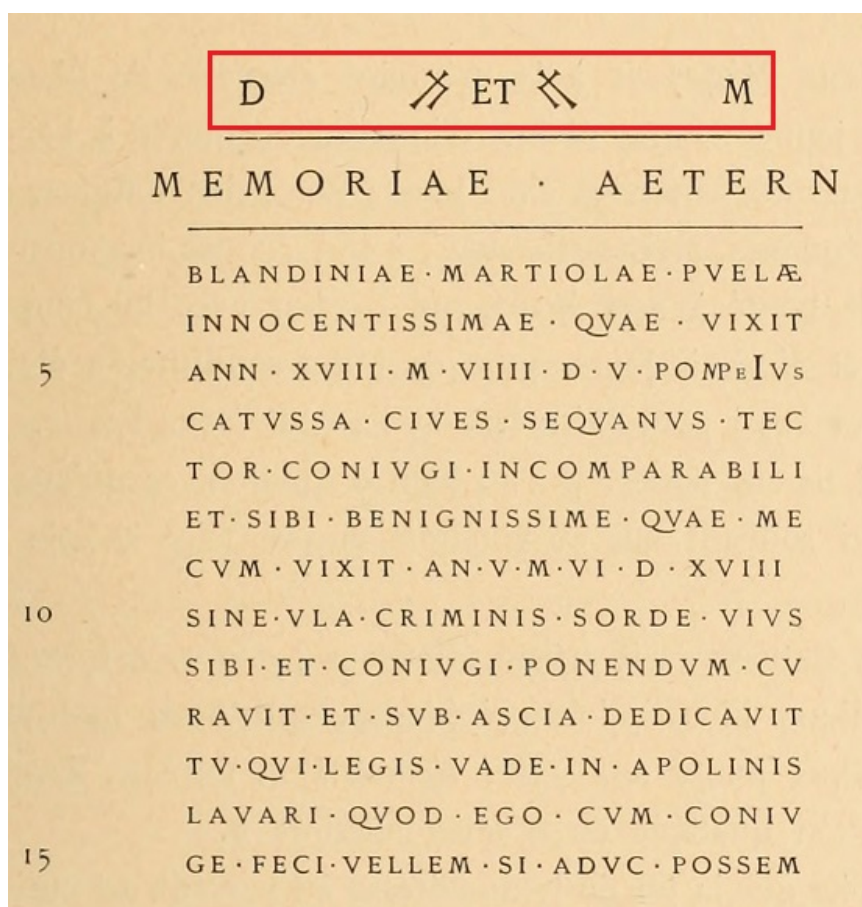 D ET M
MEMORIAE · AETERN
BLANDINIAE · MARTIOLAE · PVELÆ
INNOCENTISSIMAE · QVAE · VIXIT
5 ANN · XVIII · M · VIIII · D · V · POMPEIVS
CATVSSA · CIVES · SEQVANVS · TEC
TOR · CONIVGI · INCOMPARABILI
ET · SIBI · BENIGNISSIME · QVAE · ME
CVM · VIXIT · AN · V · M · VI · D · XVIII
10 SINE · VLA · CRIMINIS · SORDE · VIVS
SIBI · ET · CONIVGI · PONENDVM · CV
RAVIT · ET · SVB · ASCIA · DEDICAVIT
TV · QVI · LEGIS · VADE · IN · APOLINIS
LAVARI · QVOD · EGO · CVM · CONIV
15 GE · FECI · VELLEM · SI · ADVC · POSSEM